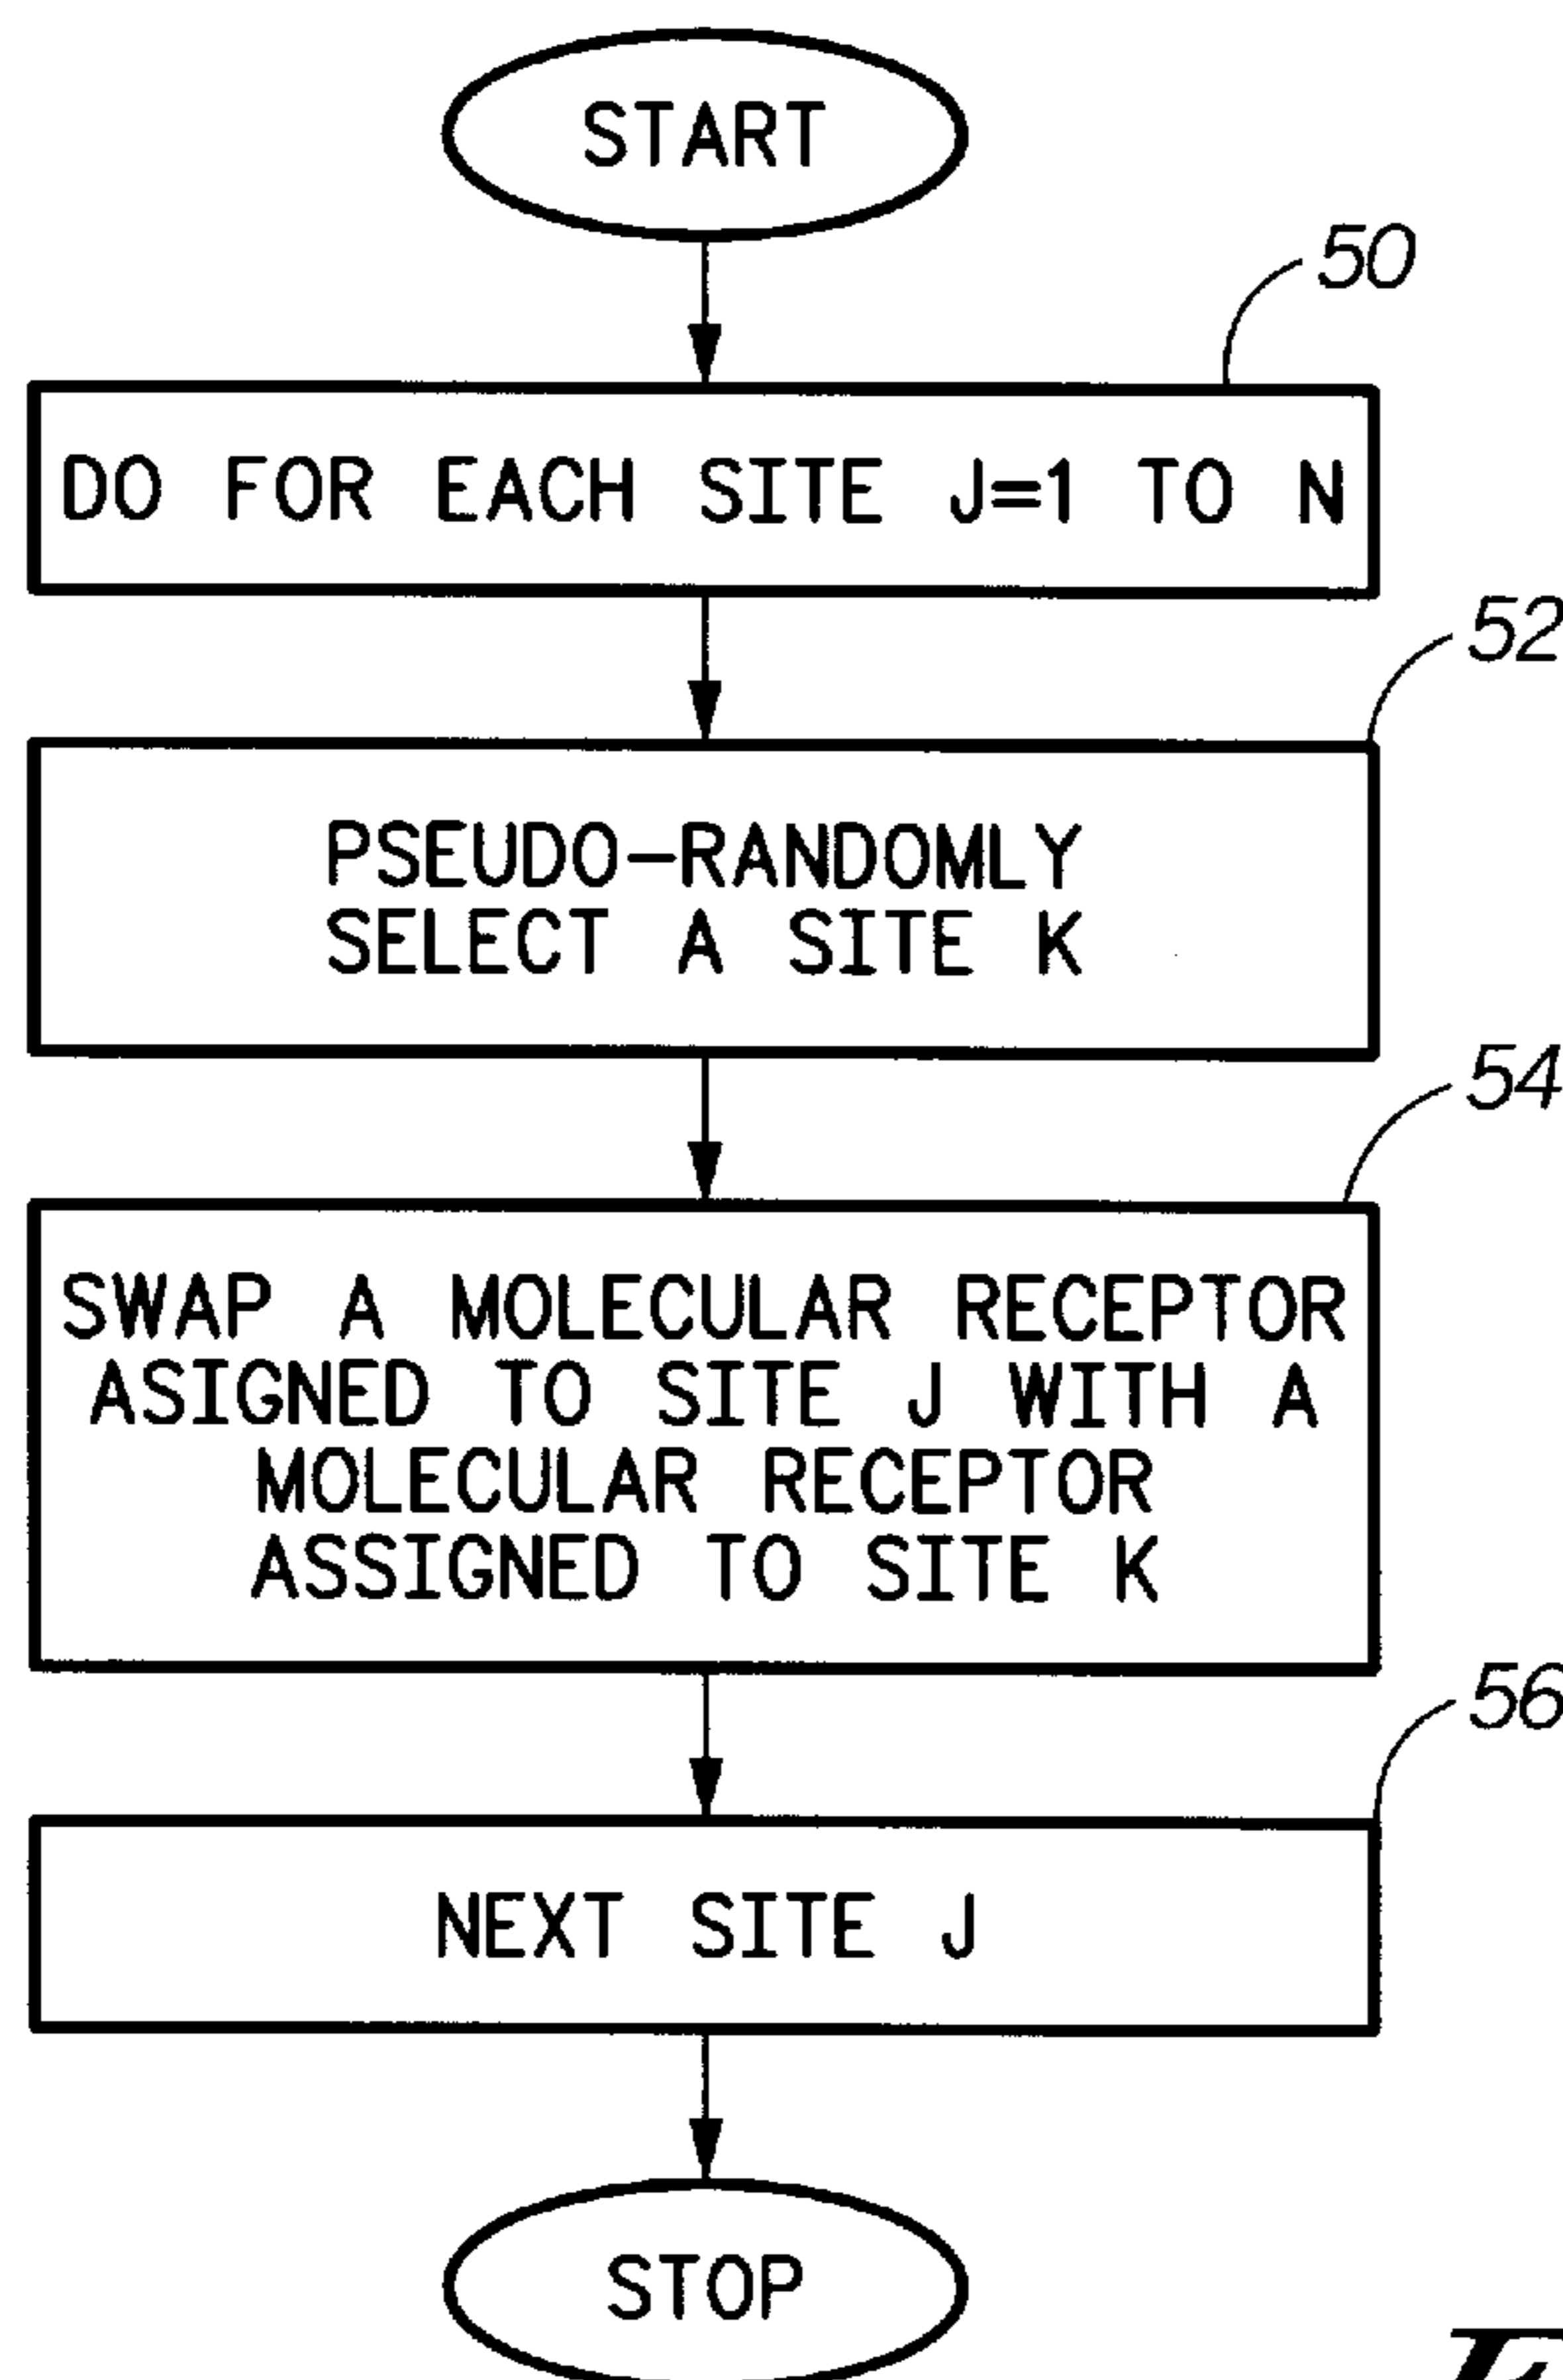 START
50
DO FOR EACH SITE J=1 TO N
52
PSEUDO-RANDOMLY
SELECT A SITE K
54
SWAP A MOLECULAR RECEPTOR
ASIGNED TO SITE J WITH A
MOLECULAR RECEPTOR
ASSIGNED TO SITE K
56
NEXT SITE J
STOP